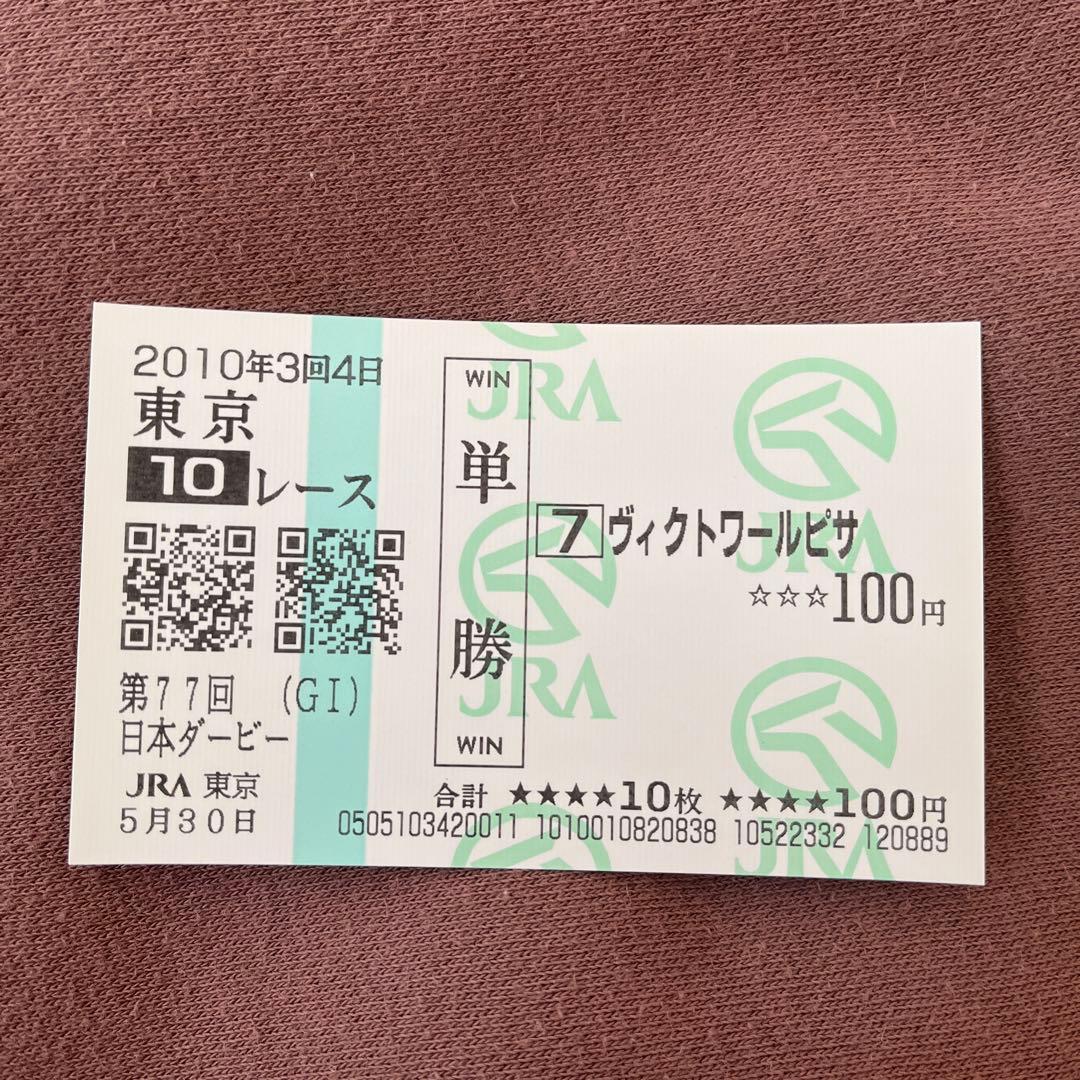 2010年3回4日
東京
10レース
第77回 (GI)
日本ダービー
JRA 東京
5月30日
WIN
単勝
WIN
7 ヴィクトワールピサ
☆☆☆100円
合計 ★★★★10枚 ★★★★100円
0505103420011 1010010820838 10522332 120889
JRA
JRA
JRA
JRA